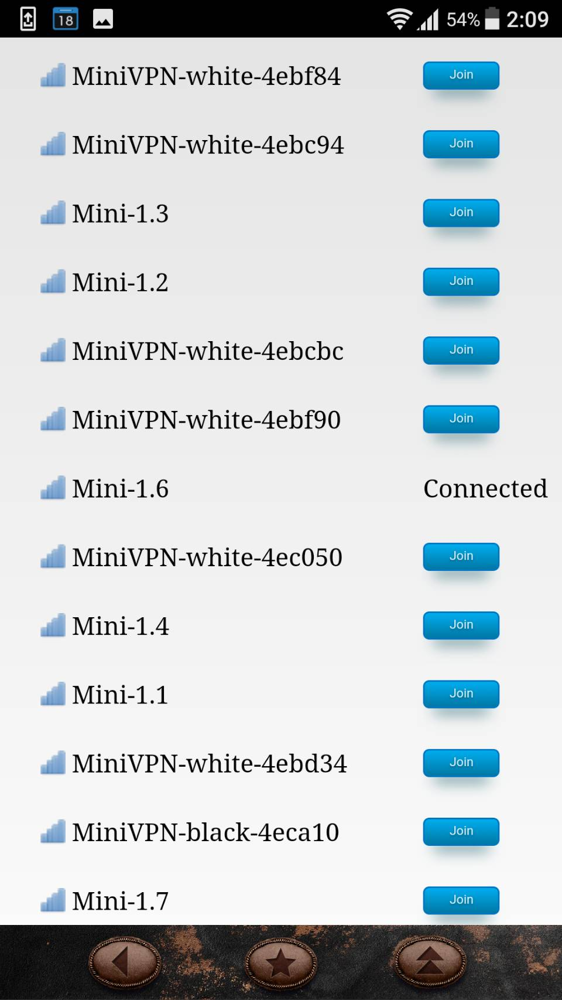 18 54% 2:09
MiniVPN-white-4ebf84 Join
MiniVPN-white-4ebc94 Join
Mini-1.3 Join
Mini-1.2 Join
MiniVPN-white-4ebcbc Join
MiniVPN-white-4ebf90 Join
Mini-1.6 Connected
MiniVPN-white-4ec050 Join
Mini-1.4 Join
Mini-1.1 Join
MiniVPN-white-4ebd34 Join
MiniVPN-black-4eca10 Join
Mini-1.7 Join